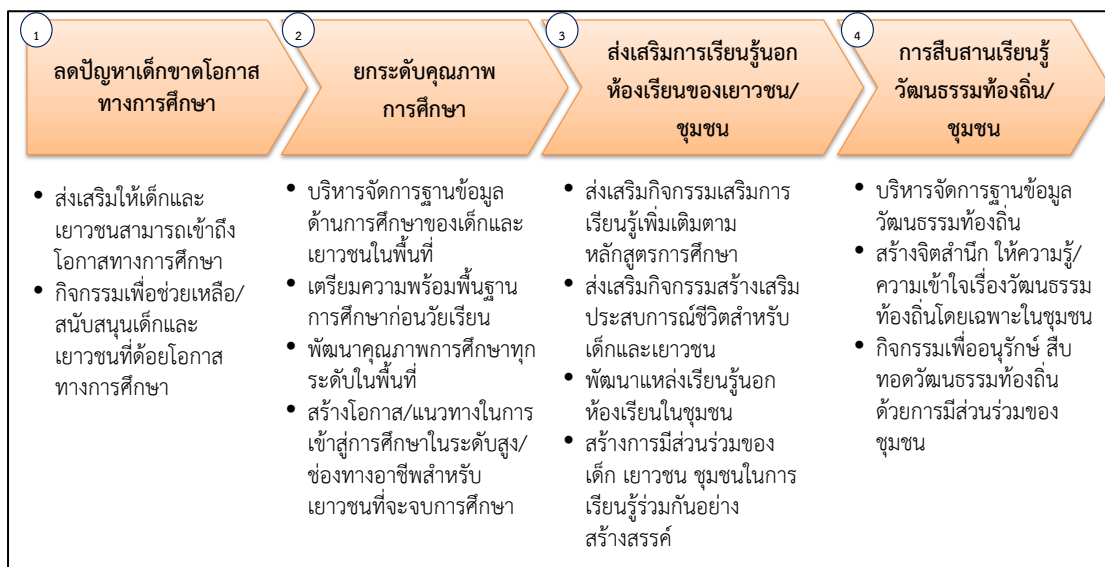 1
ลดปัญหาเด็กขาดโอกาส
ทางการศึกษา
2
ยกระดับคุณภาพ
การศึกษา
3
ส่งเสริมการเรียนรู้นอก
ห้องเรียนของเยาวชน/
ชุมชน
4
การสืบสานเรียนรู้
วัฒนธรรมท้องถิ่น/
ชุมชน
• ส่งเสริมให้เด็กและ
เยาวชนสามารถเข้าถึง
โอกาสทางการศึกษา
• กิจกรรมเพื่อช่วยเหลือ/
สนับสนุนเด็กและ
เยาวชนที่ด้อยโอกาส
ทางการศึกษา
• บริหารจัดการฐานข้อมูล
ด้านการศึกษาของเด็กและ
เยาวชนในพื้นที่
• เตรียมความพร้อมพื้นฐาน
การศึกษาก่อนวัยเรียน
• พัฒนาคุณภาพการศึกษาทุก
ระดับในพื้นที่
• สร้างโอกาส/แนวทางในการ
เข้าสู่การศึกษาในระดับสูง/
ช่องทางอาชีพสำหรับ
เยาวชนที่จะจบการศึกษา
• ส่งเสริมกิจกรรมเสริมการ
เรียนรู้เพิ่มเติมตาม
หลักสูตรการศึกษา
• ส่งเสริมกิจกรรมสร้างเสริม
ประสบการณ์ชีวิตสำหรับ
เด็กและเยาวชน
• พัฒนาแหล่งเรียนรู้นอก
ห้องเรียนในชุมชน
• สร้างการมีส่วนร่วมของ
เด็ก เยาวชน ชุมชนในการ
เรียนรู้ร่วมกันอย่าง
สร้างสรรค์
• บริหารจัดการฐานข้อมูล
วัฒนธรรมท้องถิ่น
• สร้างจิตสำนึก ให้ความรู้/
ความเข้าใจเรื่องวัฒนธรรม
ท้องถิ่นโดยเฉพาะในชุมชน
• กิจกรรมเพื่ออนุรักษ์ สืบ
ทอดวัฒนธรรมท้องถิ่น
ด้วยการมีส่วนร่วมของ
ชุมชน